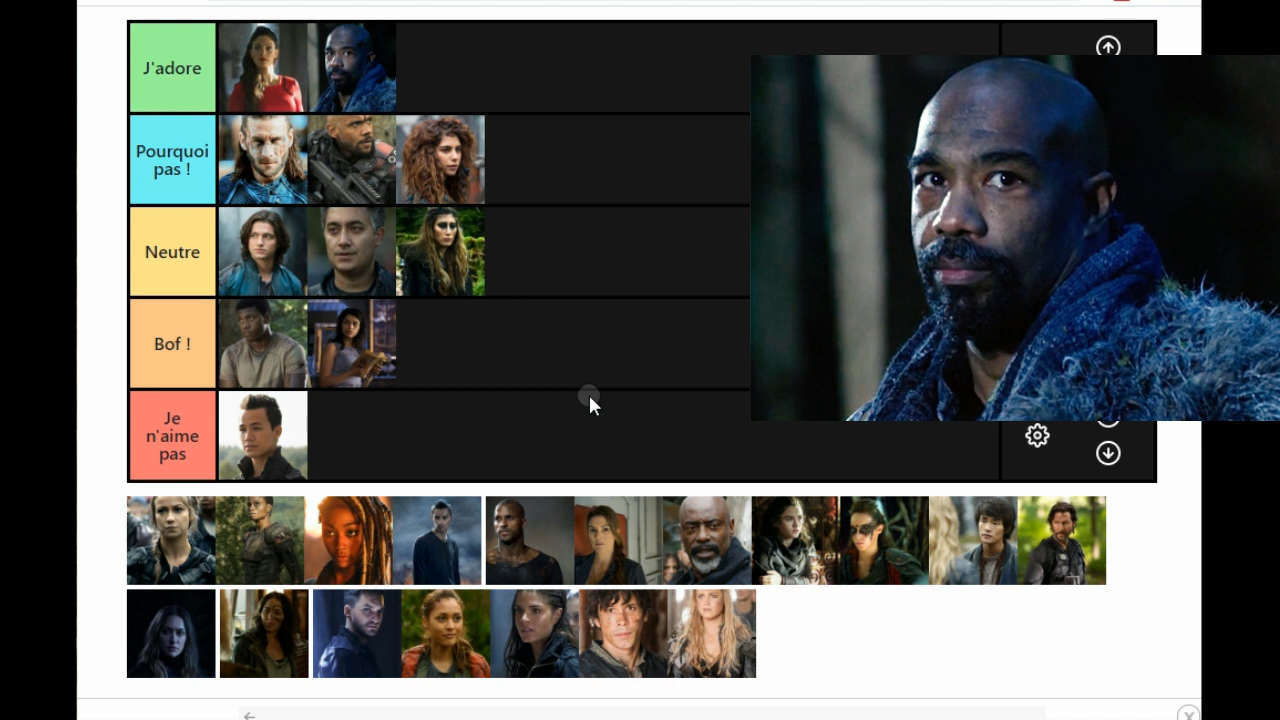 J'adore
Pourquoi
pas !
Neutre
Bof !
Je
n'aime
pas